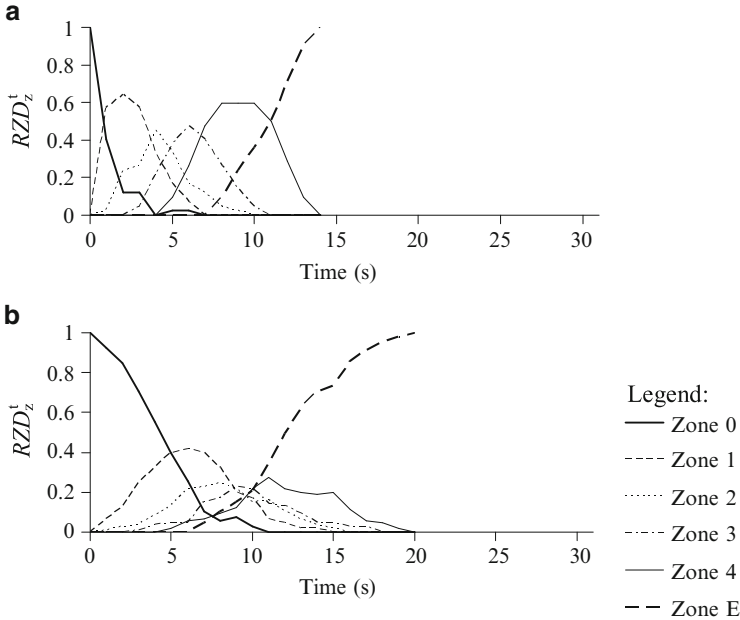 a
1
0.8
0.6
0.4
0.2
0
RZD_z^t
0 5 10 15 20 25 30
Time (s)
b
1
0.8
0.6
0.4
0.2
0
RZD_z^t
0 5 10 15 20 25 30
Time (s)
Legend:
Zone 0
Zone 1
Zone 2
Zone 3
Zone 4
Zone E